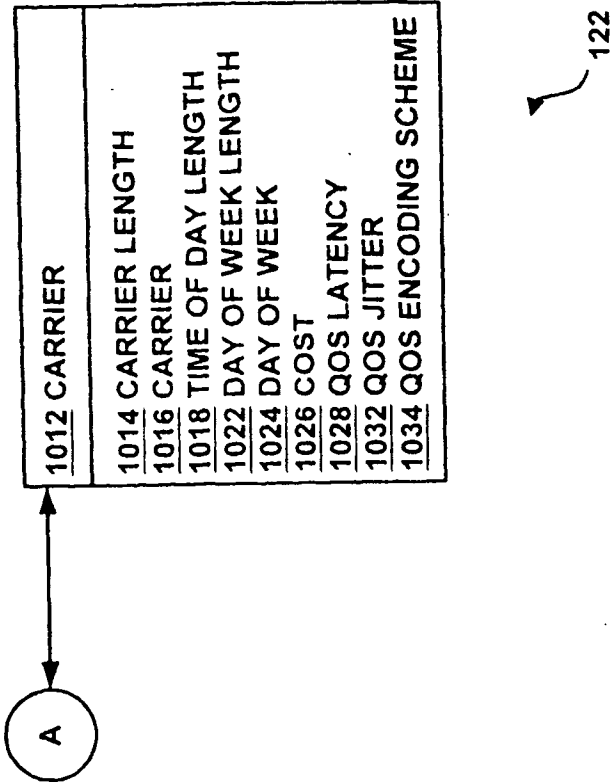 A
1012 CARRIER
1014 CARRIER LENGTH
1016 CARRIER
1018 TIME OF DAY LENGTH
1022 DAY OF WEEK LENGTH
1024 DAY OF WEEK
1026 COST
1028 QOS LATENCY
1032 QOS JITTER
1034 QOS ENCODING SCHEME
122